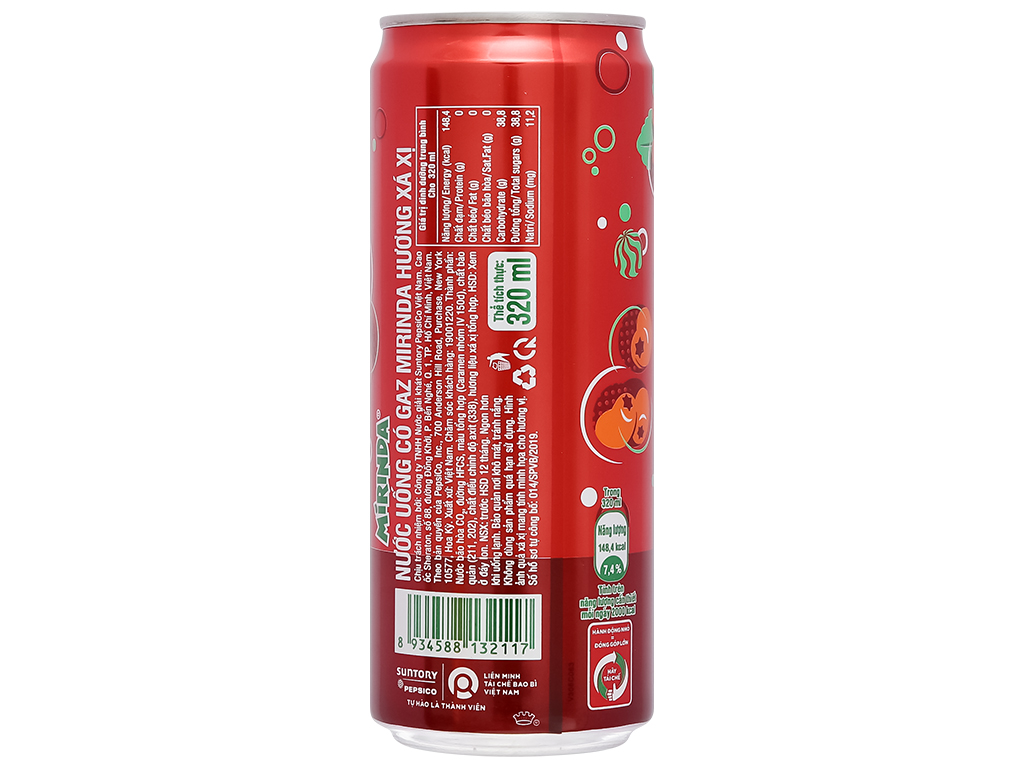 MIRINDA®
NƯỚC UỐNG CÓ GAZ MIRINDA HƯƠNG XÁ XỊ
Chịu trách nhiệm bởi: Công ty TNHH Nước giải khát Suntory PepsiCo Việt Nam. Cao
ốc Sheraton, số 88, đường Đồng Khởi, P. Bến Nghé, Q. 1, TP. Hồ Chí Minh, Việt Nam.
Theo bản quyền của PepsiCo, Inc., 700 Anderson Hill Road, Purchase, New York
10577, Hoa Kỳ. Xuất xứ: Việt Nam. Chăm sóc khách hàng: 19001220. Thành phần:
Nước bão hòa CO₂, đường HFCS, màu tổng hợp (Caramen nhóm IV 150d), chất bảo
quản (211, 202), chất điều chỉnh độ axit (338), hương liệu xá xị tổng hợp. HSD: Xem
ở đáy lon. NSX: trước HSD 12 tháng. Ngon hơn
khi uống lạnh. Bảo quản nơi khô mát, tránh nắng.
Không dùng sản phẩm quá hạn sử dụng. Hình
ảnh quả xá xị mang tính minh họa cho hương vị.
Số hồ sơ tự công bố: 014/SPVB/2019.
Thể tích thực:
320 ml
Giá trị dinh dưỡng trung bình
Cho 320 ml
Năng lượng/ Energy (kcal) 148,4
Chất đạm/ Protein (g) 0
Chất béo/ Fat (g) 0
Chất béo bão hòa/ Sat.Fat (g) 0
Carbohydrate (g) 38,8
Đường tổng/ Total sugars (g) 38,8
Natri/ Sodium (mg) 11,2
8 934588 132117
SUNTORY
PEPSICO
TỰ HÀO LÀ THÀNH VIÊN
LIÊN MINH
TÁI CHẾ BAO BÌ
VIỆT NAM
Trong
320 ml
Năng lượng
148,4 kcal
7,4 %
Tính trên
năng lượng cần thiết
mỗi ngày 2000 kcal
HÀNH ĐỘNG NHỎ
=
ĐÓNG GÓP LỚN
HÃY
TÁI CHẾ